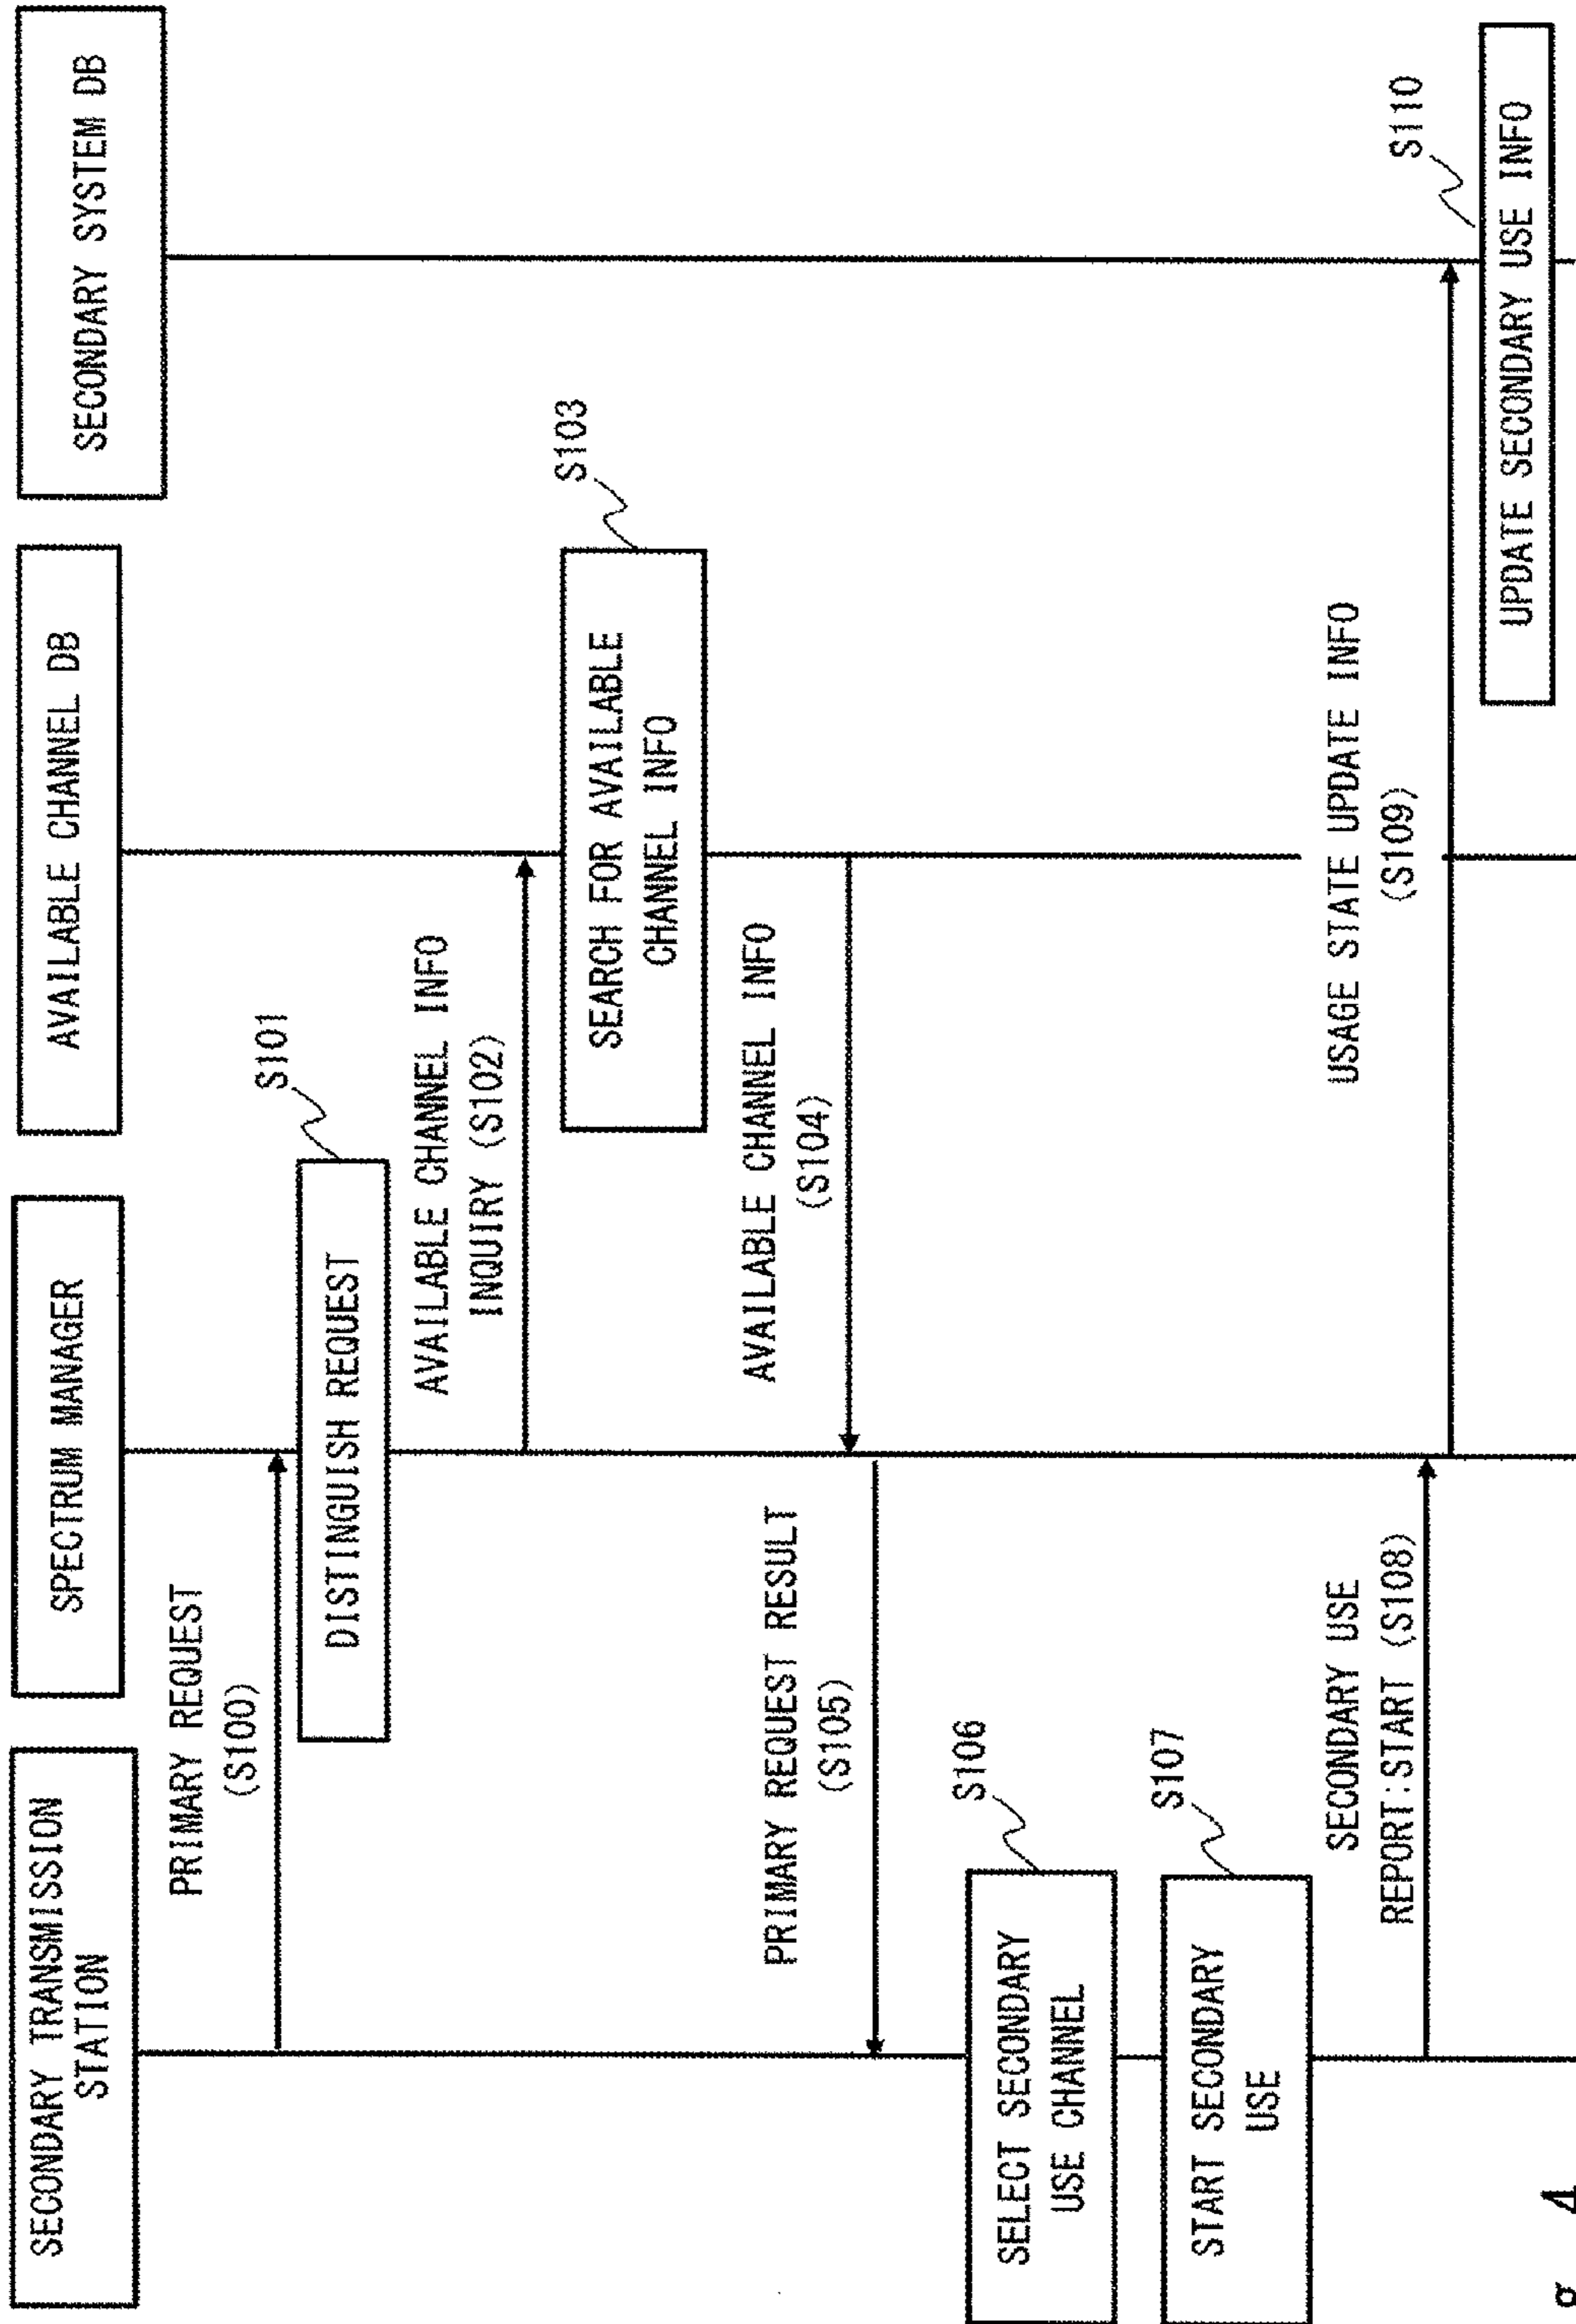 SECONDARY TRANSMISSION
STATION
SPECTRUM MANAGER
AVAILABLE CHANNEL DB
SECONDARY SYSTEM DB
PRIMARY REQUEST
(S100)
S101
DISTINGUISH REQUEST
AVAILABLE CHANNEL INFO
INQUIRY (S102)
S103
SEARCH FOR AVAILABLE
CHANNEL INFO
AVAILABLE CHANNEL INFO
(S104)
PRIMARY REQUEST RESULT
(S105)
S106
SELECT SECONDARY
USE CHANNEL
S107
START SECONDARY
USE
SECONDARY USE
REPORT:START (S108)
USAGE STATE UPDATE INFO
(S109)
S110
UPDATE SECONDARY USE INFO
4